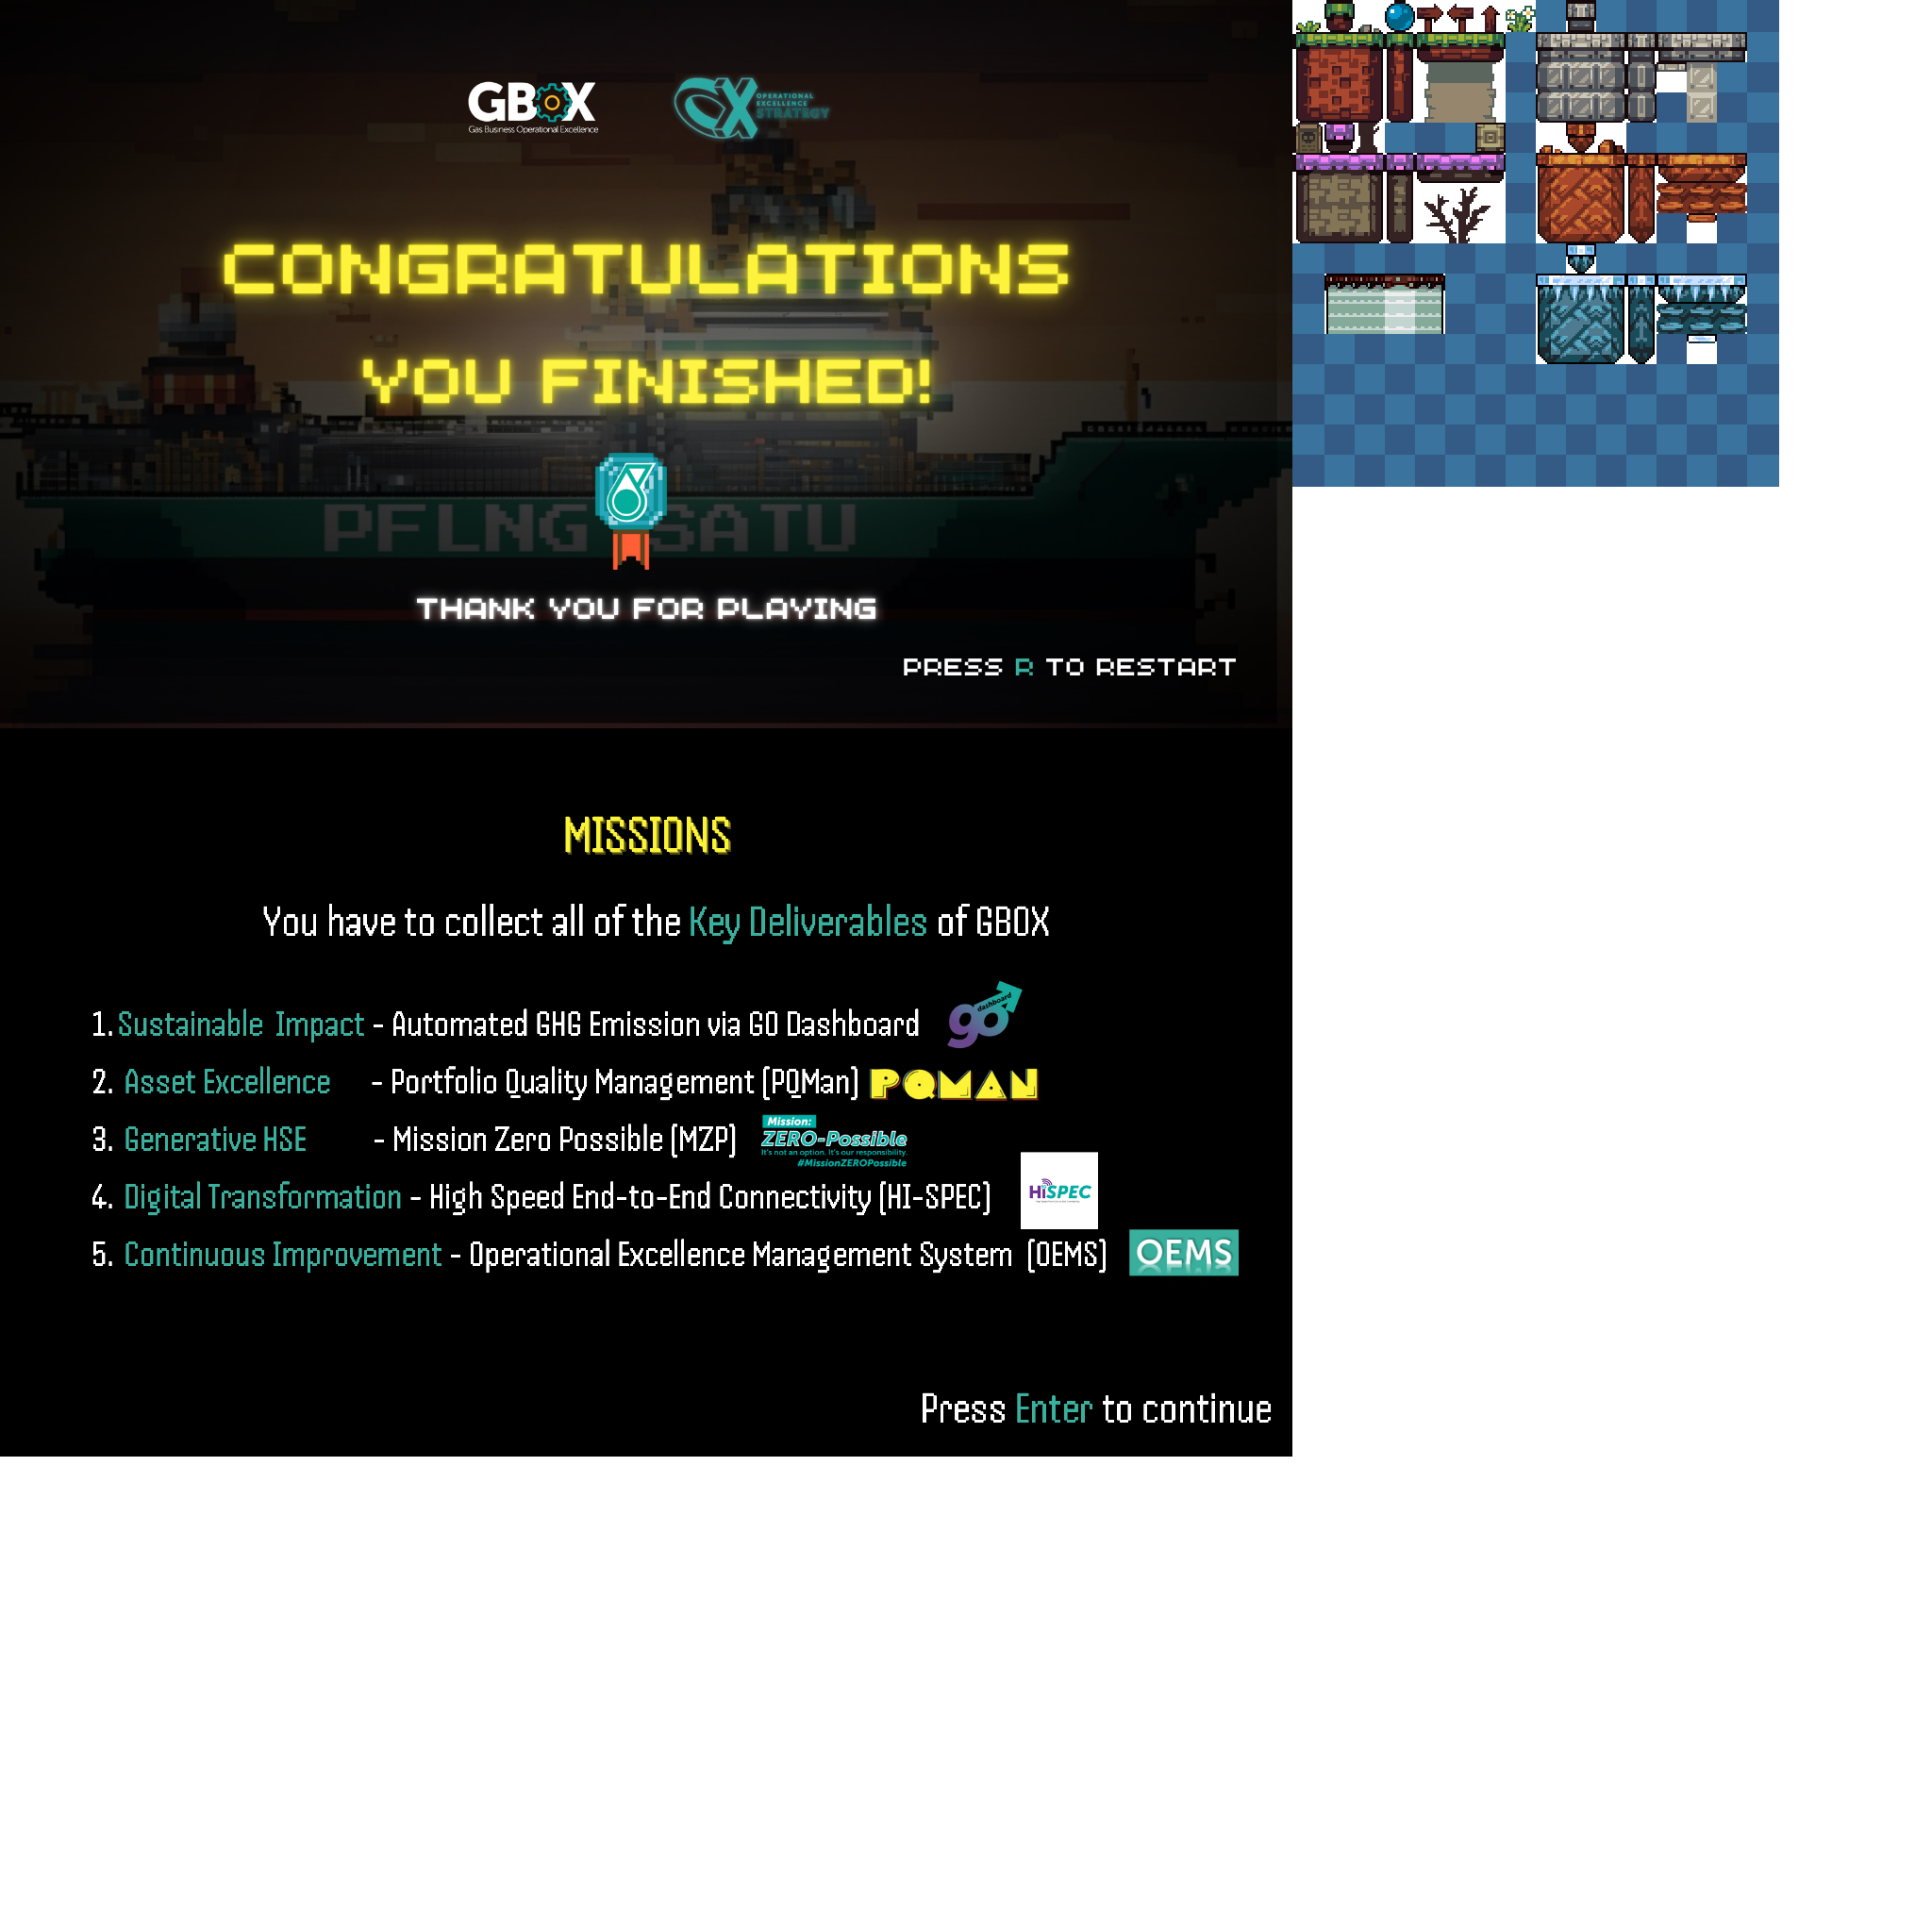 GBOX
Gas Business Operational Excellence
OX
OPERATIONAL
EXCELLENCE
STRATEGY
CONGRATULATIONS
YOU FINISHED!
PFLNG SATU
THANK YOU FOR PLAYING
PRESS R TO RESTART
MISSIONS
You have to collect all of the Key Deliverables of GBOX
1. Sustainable Impact - Automated GHG Emission via GO Dashboard
go dashboard
2. Asset Excellence - Portfolio Quality Management (PQMan)
PQMAN
3. Generative HSE - Mission Zero Possible (MZP)
Mission:
ZERO-Possible
It's not an option. It's our responsibility.
#MissionZEROPossible
4. Digital Transformation - High Speed End-to-End Connectivity (HI-SPEC)
HiSPEC
5. Continuous Improvement - Operational Excellence Management System (OEMS)
OEMS
Press Enter to continue